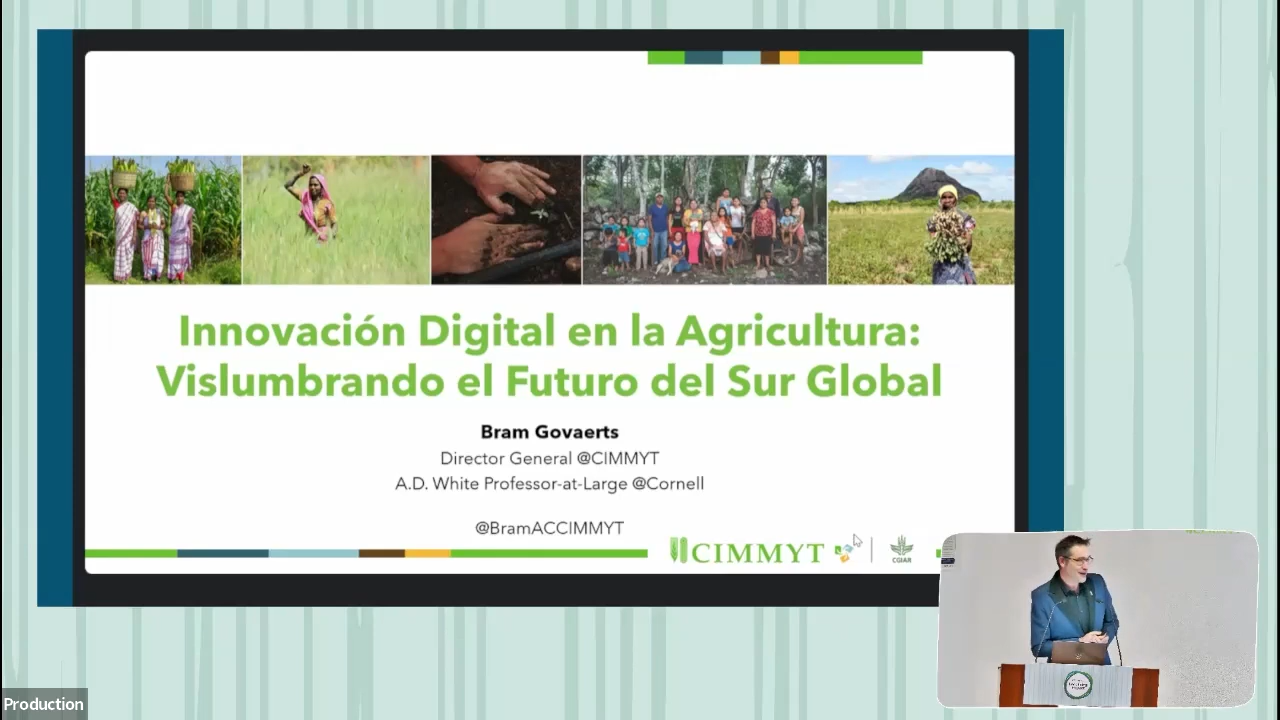 Innovación Digital en la Agricultura:
Vislumbrando el Futuro del Sur Global
Bram Govaerts
Director General @CIMMYT
A.D. White Professor-at-Large @Cornell
@BramACCIMMYT
CIMMYT
CGIAR
Production